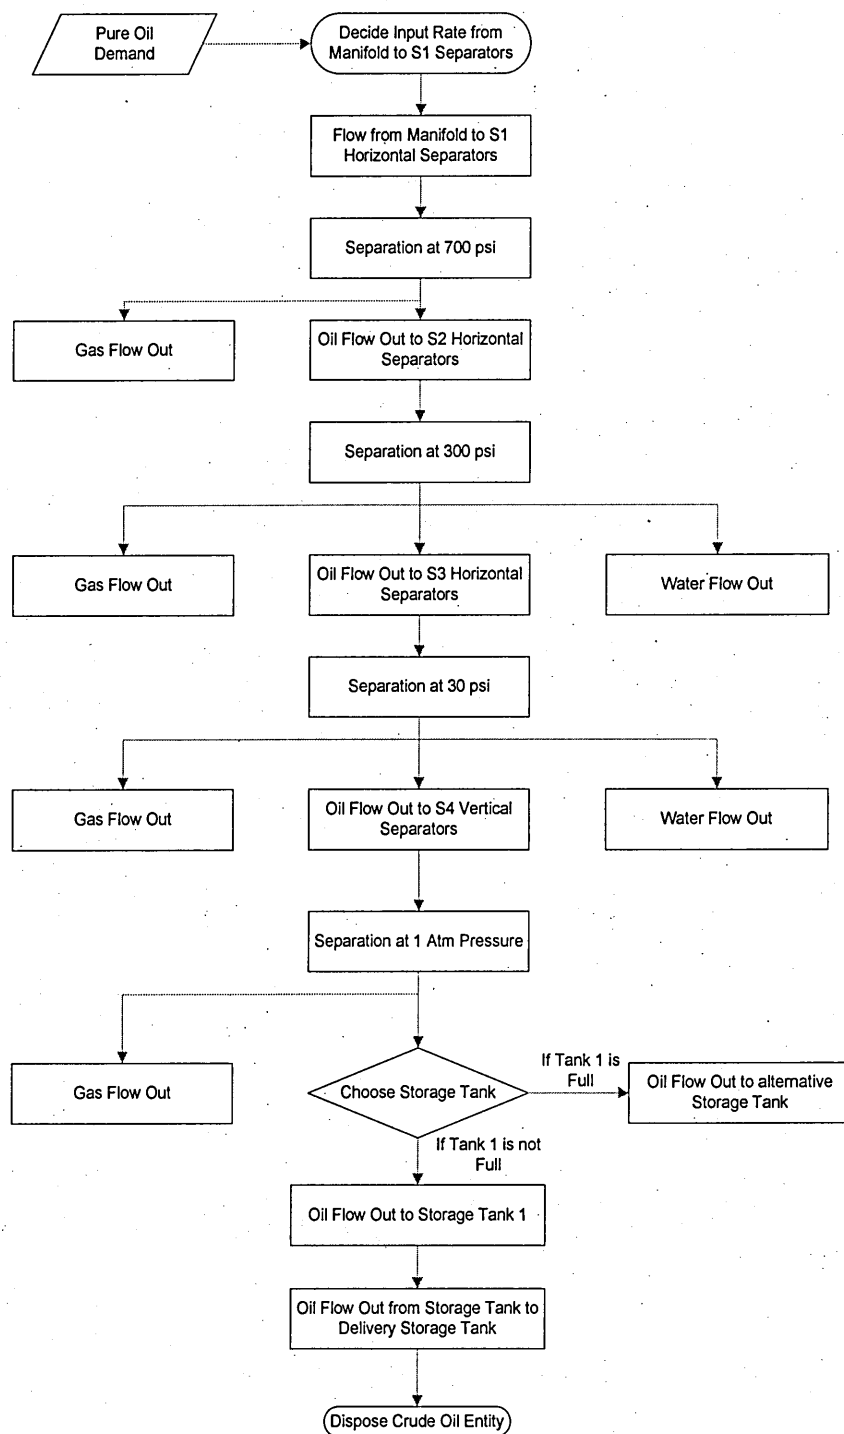 Pure Oil
Demand
Decide Input Rate from
Manifold to S1 Separators
Flow from Manifold to S1
Horizontal Separators
Separation at 700 psi
Gas Flow Out
Oil Flow Out to S2 Horizontal
Separators
Separation at 300 psi
Gas Flow Out
Oil Flow Out to S3 Horizontal
Separators
Water Flow Out
Separation at 30 psi
Gas Flow Out
Oil Flow Out to S4 Vertical
Separators
Water Flow Out
Separation at 1 Atm Pressure
Gas Flow Out
Choose Storage Tank
If Tank 1 is
Full
Oil Flow Out to alternative
Storage Tank
If Tank 1 is not
Full
Oil Flow Out to Storage Tank 1
Oil Flow Out from Storage Tank to
Delivery Storage Tank
Dispose Crude Oil Entity